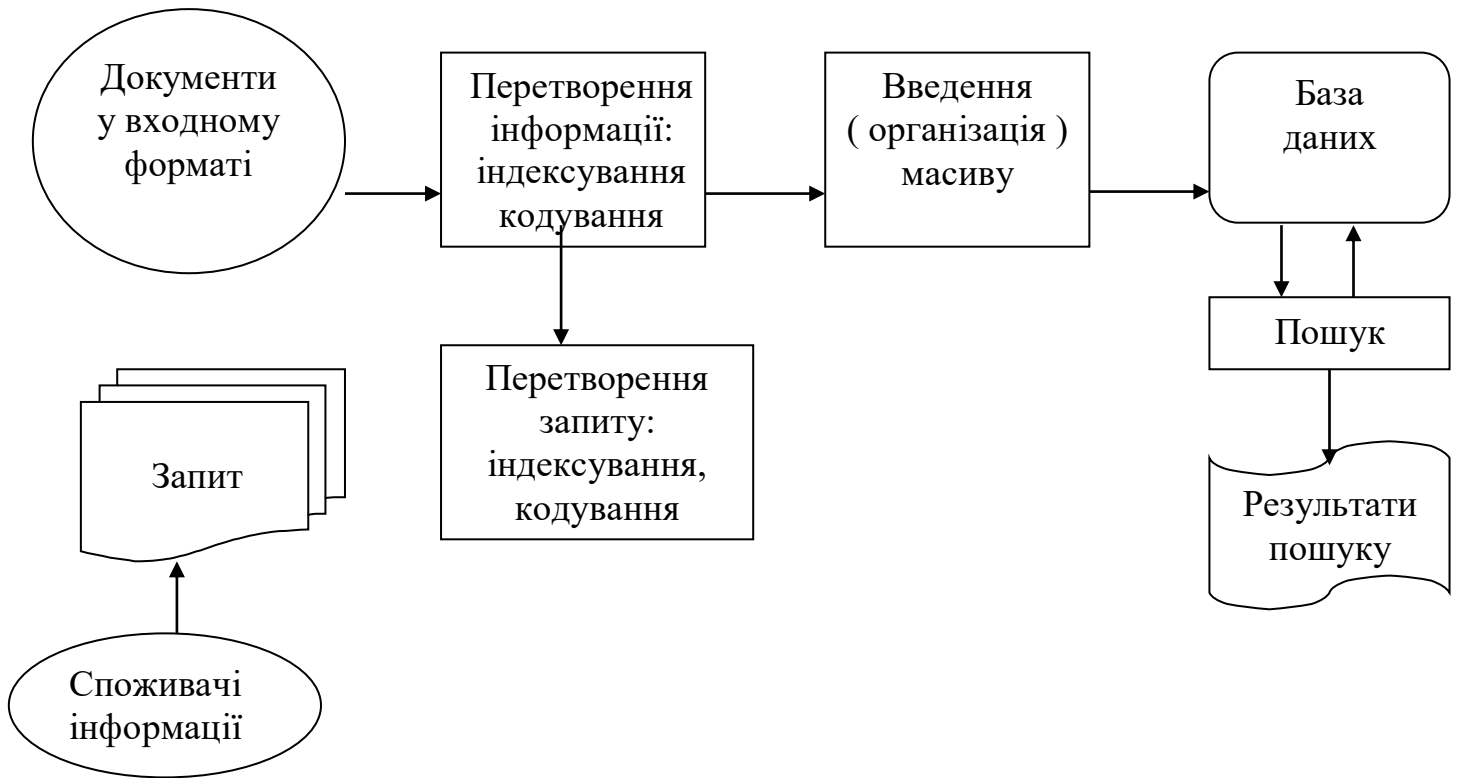 Документи
у входному
форматі
Перетворення
інформації:
індексування
кодування
Введення
( організація )
масиву
База
даних
Пошук
Перетворення
запиту:
індексування,
кодування
Запит
Результати
пошуку
Споживачі
інформації